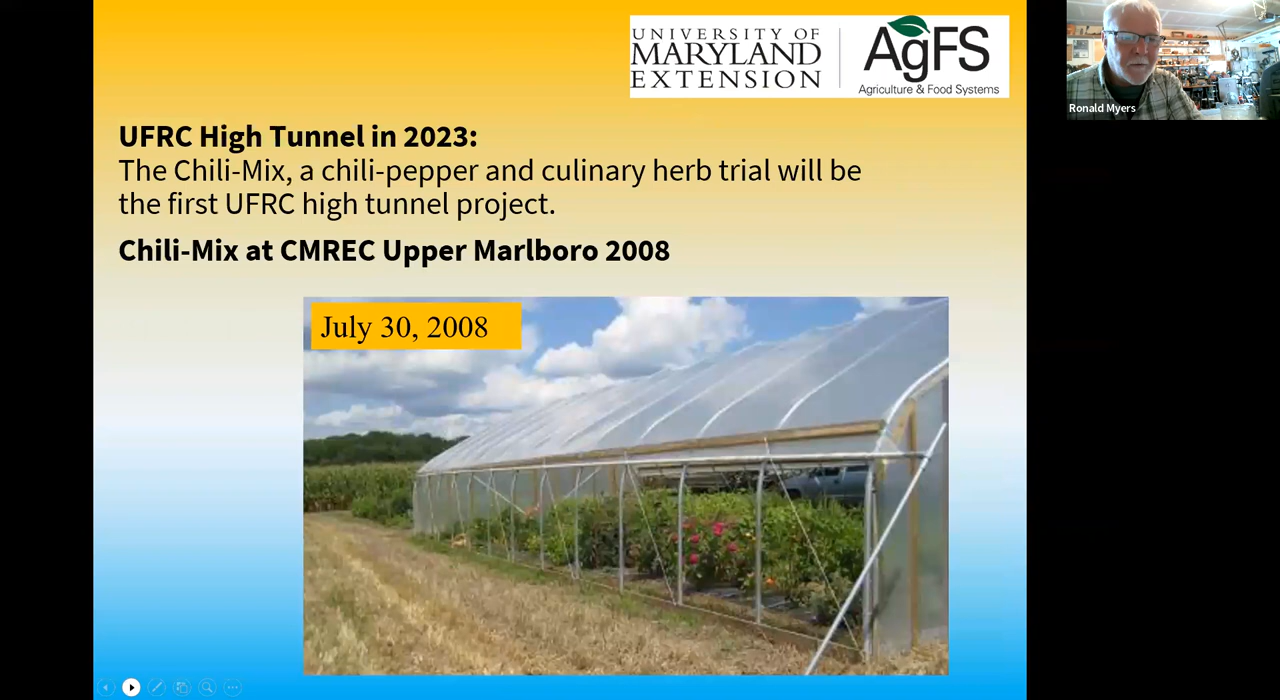 UNIVERSITY OF
MARYLAND
EXTENSION
AgFS
Agriculture & Food Systems
Ronald Myers
UFRC High Tunnel in 2023:
The Chili-Mix, a chili-pepper and culinary herb trial will be
the first UFRC high tunnel project.
Chili-Mix at CMREC Upper Marlboro 2008
July 30, 2008